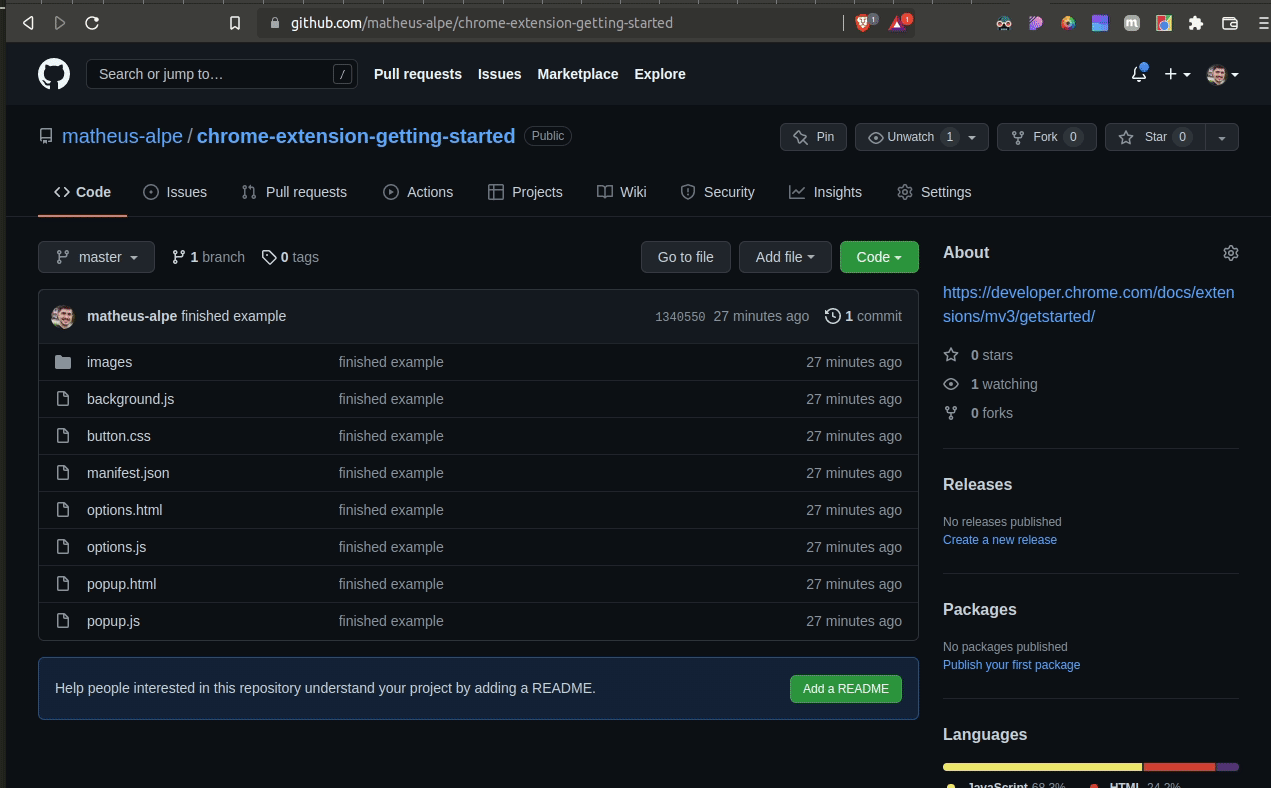 github.com/matheus-alpe/chrome-extension-getting-started
1
1
m
Search or jump to…
/
Pull requests
Issues
Marketplace
Explore
matheus-alpe / chrome-extension-getting-started
Public
Pin
Unwatch 1
Fork 0
Star 0
Code
Issues
Pull requests
Actions
Projects
Wiki
Security
Insights
Settings
master
1 branch
0 tags
Go to file
Add file
Code
matheus-alpe finished example
1340550 27 minutes ago
1 commit
images finished example 27 minutes ago
background.js finished example 27 minutes ago
button.css finished example 27 minutes ago
manifest.json finished example 27 minutes ago
options.html finished example 27 minutes ago
options.js finished example 27 minutes ago
popup.html finished example 27 minutes ago
popup.js finished example 27 minutes ago
Help people interested in this repository understand your project by adding a README.
Add a README
About
https://developer.chrome.com/docs/exten
sions/mv3/getstarted/
0 stars
1 watching
0 forks
Releases
No releases published
Create a new release
Packages
No packages published
Publish your first package
Languages
JavaScript 68.3%
HTML 24.2%